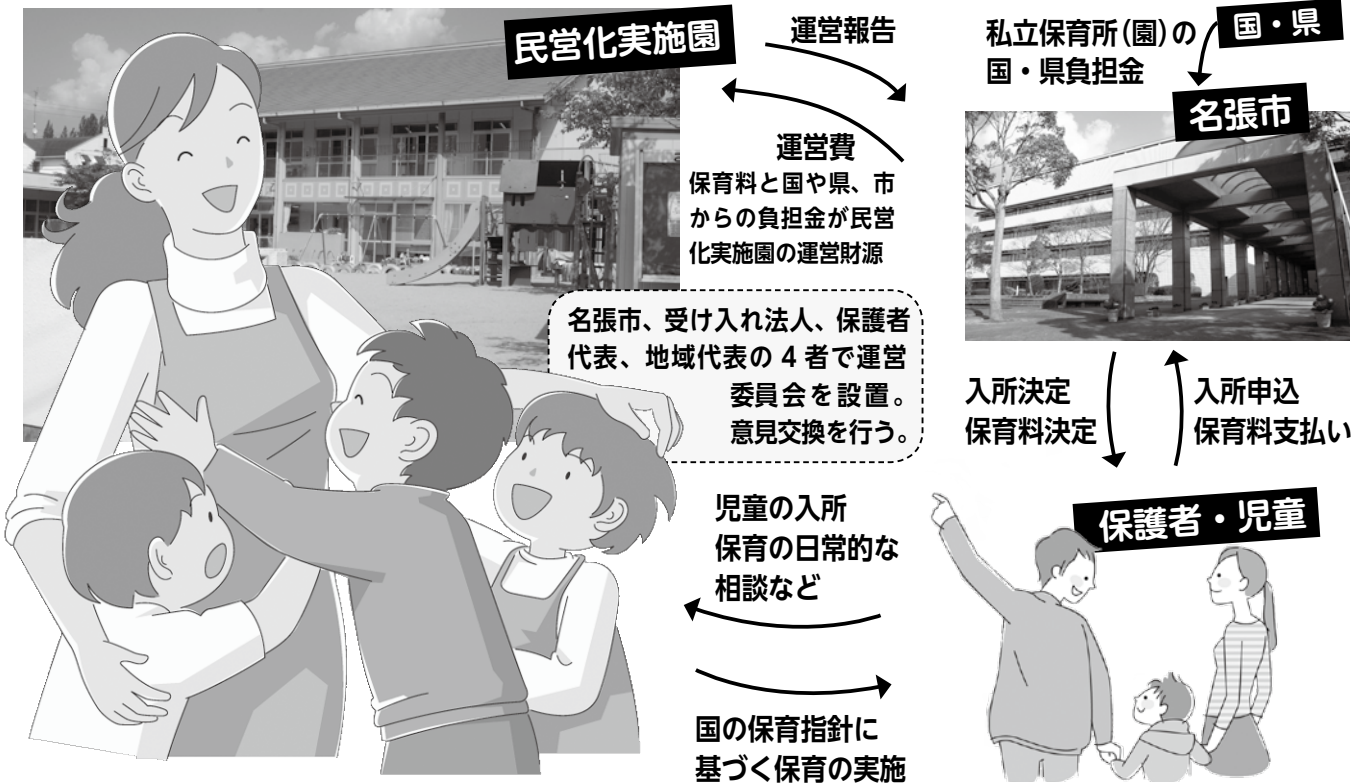 民営化実施園
運営報告
私立保育所(園)の
国・県負担金
国・県
名張市
運営費
保育料と国や県、市
からの負担金が民営
化実施園の運営財源
名張市、受け入れ法人、保護者
代表、地域代表の4者で運営
委員会を設置。
意見交換を行う。
入所決定
保育料決定
入所申込
保育料支払い
保護者・児童
児童の入所
保育の日常的な
相談など
国の保育指針に
基づく保育の実施